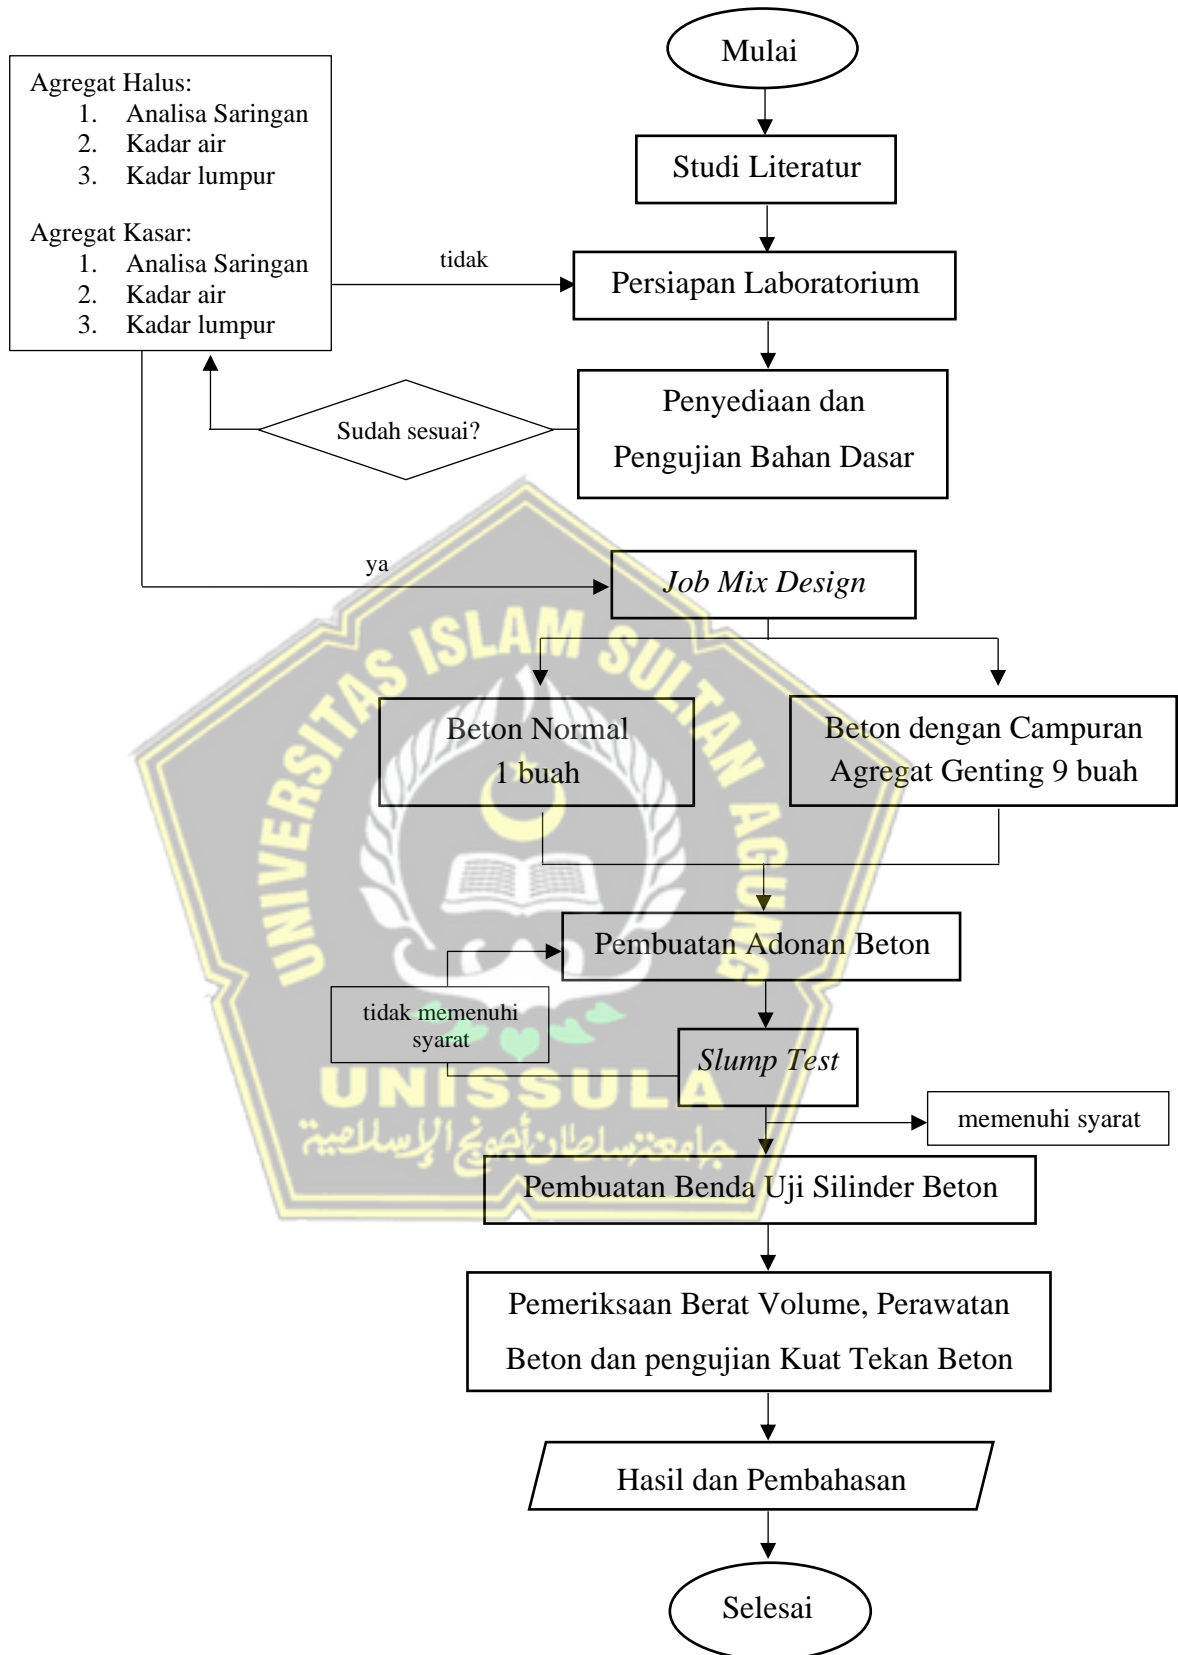 Mulai
Studi Literatur
Agregat Halus:
1. Analisa Saringan
2. Kadar air
3. Kadar lumpur
Agregat Kasar:
1. Analisa Saringan
2. Kadar air
3. Kadar lumpur
tidak
Persiapan Laboratorium
Penyediaan dan
Pengujian Bahan Dasar
Sudah sesuai?
ya
Job Mix Design
UNIVERSITAS ISLAM SULTAN AGUNG
Beton Normal
1 buah
Beton dengan Campuran
Agregat Genting 9 buah
Pembuatan Adonan Beton
tidak memenuhi
syarat
Slump Test
UNISSULA
جامعة سلطان أجونج الإسلامية
memenuhi syarat
Pembuatan Benda Uji Silinder Beton
Pemeriksaan Berat Volume, Perawatan
Beton dan pengujian Kuat Tekan Beton
Hasil dan Pembahasan
Selesai